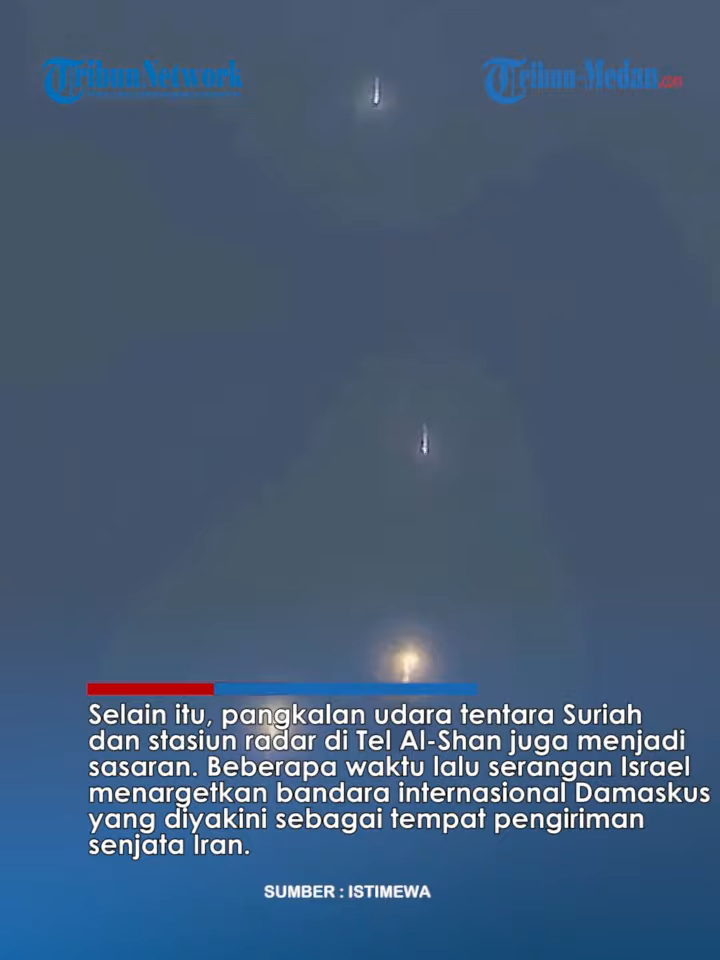 TribunNetwork
Tribun-Medan.com
Selain itu, pangkalan udara tentara Suriah
dan stasiun radar di Tel Al-Shan juga menjadi
sasaran. Beberapa waktu lalu serangan Israel
menargetkan bandara internasional Damaskus
yang diyakini sebagai tempat pengiriman
senjata Iran.
SUMBER : ISTIMEWA